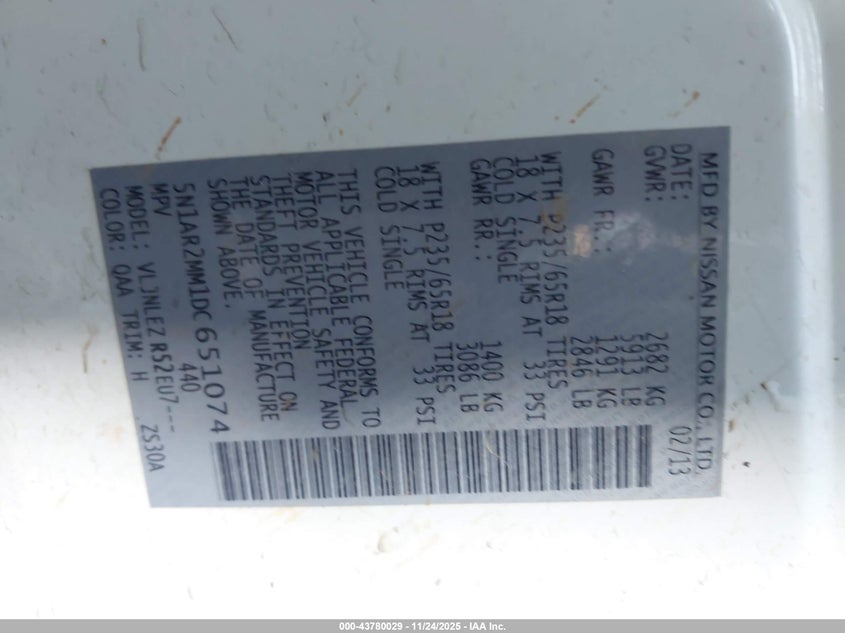 MFD BY NISSAN MOTOR CO., LTD.
DATE: 02/13
GVWR: 2682 KG
5913 LB
GAWR FR.: 1291 KG
2846 LB
WITH P235/65R18 TIRES
18 X 7.5 RIMS AT 33 PSI
COLD SINGLE
GAWR RR.: 1400 KG
3086 LB
WITH P235/65R18 TIRES
18 X 7.5 RIMS AT 33 PSI
COLD SINGLE
THIS VEHICLE CONFORMS TO
ALL APPLICABLE FEDERAL
MOTOR VEHICLE SAFETY AND
THEFT PREVENTION
STANDARDS IN EFFECT ON
THE DATE OF MANUFACTURE
SHOWN ABOVE.
5N1AR2MM1DC651074
MPV 440
MODEL: VLJNLEZ R52EU7---
COLOR: QAA TRIM: H ZS30A
000-43780029 - 11/24/2025 - IAA Inc.